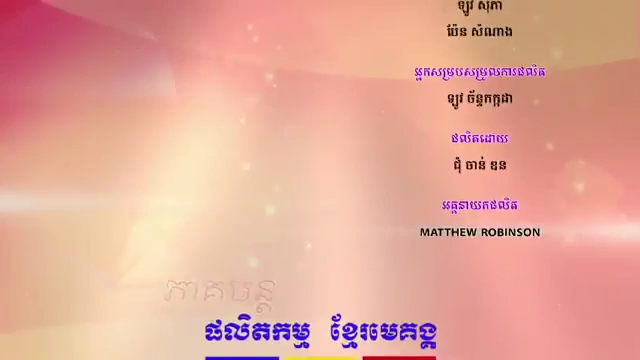 ឡូវ សុភា
ប៉ែន សំណាង
អ្នកសម្របសម្រួលការផលិត
ឡូវ ច័ន្ទកក្កដា
ផលិតដោយ
ជុំ ចាន់ ឌន
អគ្គនាយកផលិត
MATTHEW ROBINSON
ភាគបន្ត
ផលិតកម្ម ខ្មែរមេគង្គ